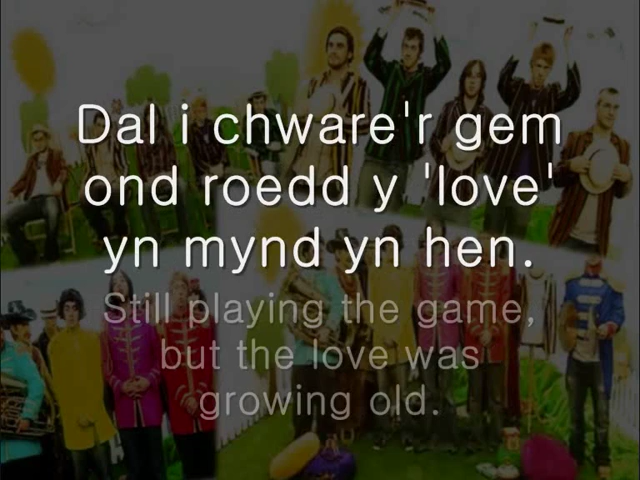 Dal i chware'r gem
ond roedd y 'love'
yn mynd yn hen.
Still playing the game,
but the love was
growing old.